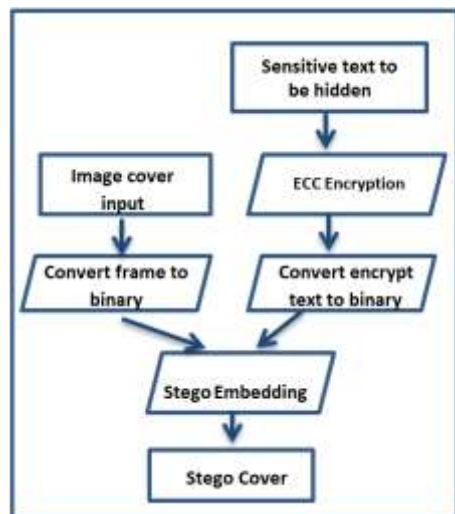 Sensitive text to
be hidden
Image cover
input
ECC Encryption
Convert frame to
binary
Convert encrypt
text to binary
Stego Embedding
Stego Cover